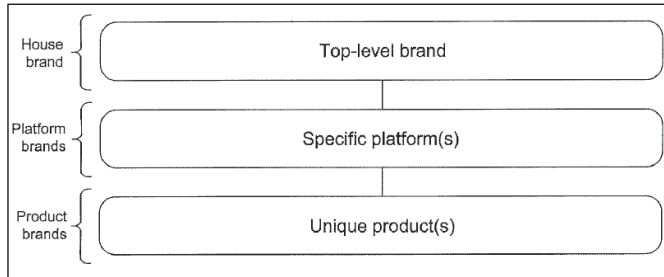 House
brand
Top-level brand
Platform
brands
Specific platform(s)
Product
brands
Unique product(s)